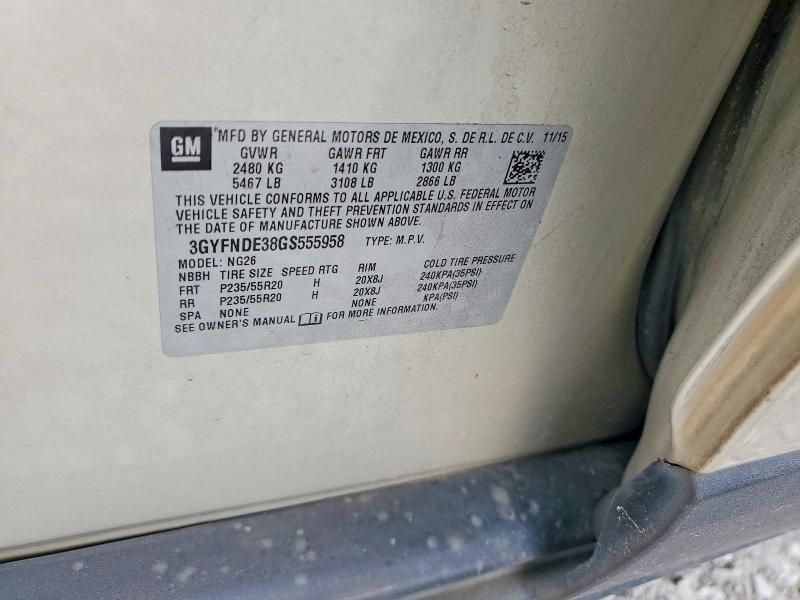 GM
MFD BY GENERAL MOTORS DE MEXICO, S. DE R.L. DE C.V. 11/15
GVWR GAWR FRT GAWR RR
2480 KG 1410 KG 1300 KG
5467 LB 3108 LB 2866 LB
THIS VEHICLE CONFORMS TO ALL APPLICABLE U.S. FEDERAL MOTOR
VEHICLE SAFETY AND THEFT PREVENTION STANDARDS IN EFFECT ON
THE DATE OF MANUFACTURE SHOWN ABOVE.
3GYFNDE38GS555958 TYPE: M.P.V.
MODEL: NG26
NBBH TIRE SIZE SPEED RTG RIM COLD TIRE PRESSURE
FRT P235/55R20 H 20X8J 240KPA(35PSI)
RR P235/55R20 H 20X8J 240KPA(35PSI)
SPA NONE NONE KPA(PSI)
SEE OWNER'S MANUAL FOR MORE INFORMATION.